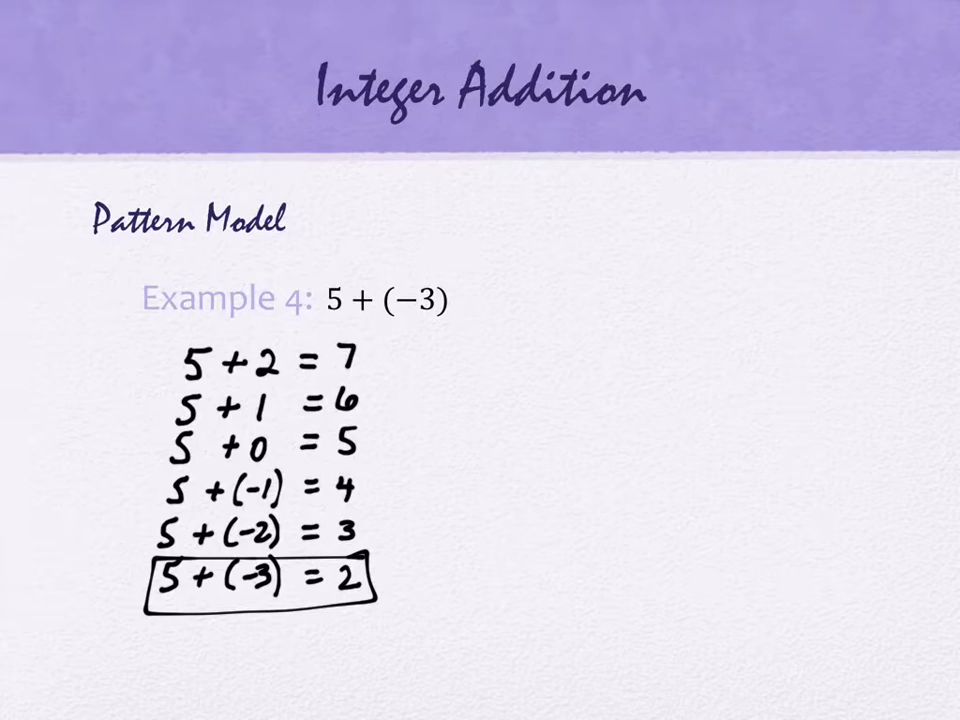 Integer Addition
Pattern Model
Example 4: 5 + (−3)
5 + 2 = 7
5 + 1 = 6
5 + 0 = 5
5 + (-1) = 4
5 + (-2) = 3
5 + (-3) = 2